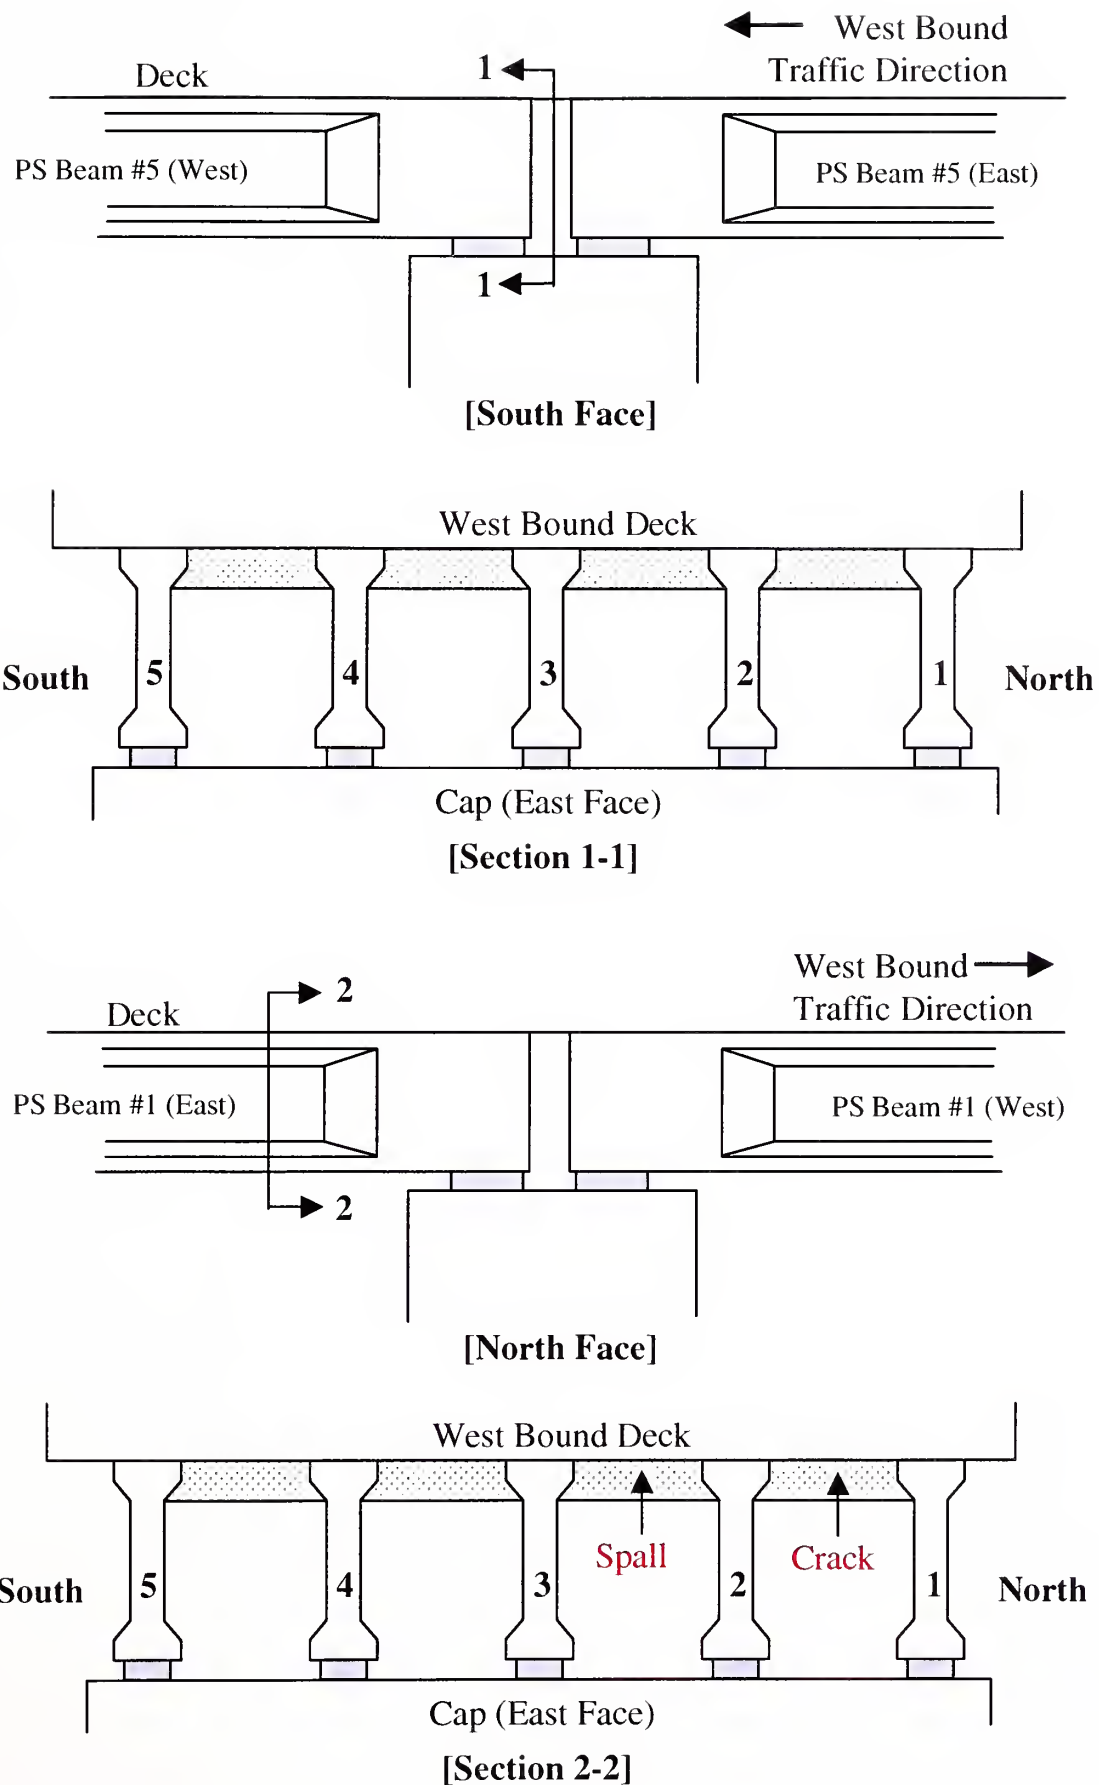 West Bound
Traffic Direction
Deck
1
PS Beam #5 (West)
PS Beam #5 (East)
1
[South Face]
West Bound Deck
South
5
4
3
2
1
North
Cap (East Face)
[Section 1-1]
West Bound
Traffic Direction
2
Deck
PS Beam #1 (East)
PS Beam #1 (West)
2
[North Face]
West Bound Deck
Spall
Crack
South
5
4
3
2
1
North
Cap (East Face)
[Section 2-2]